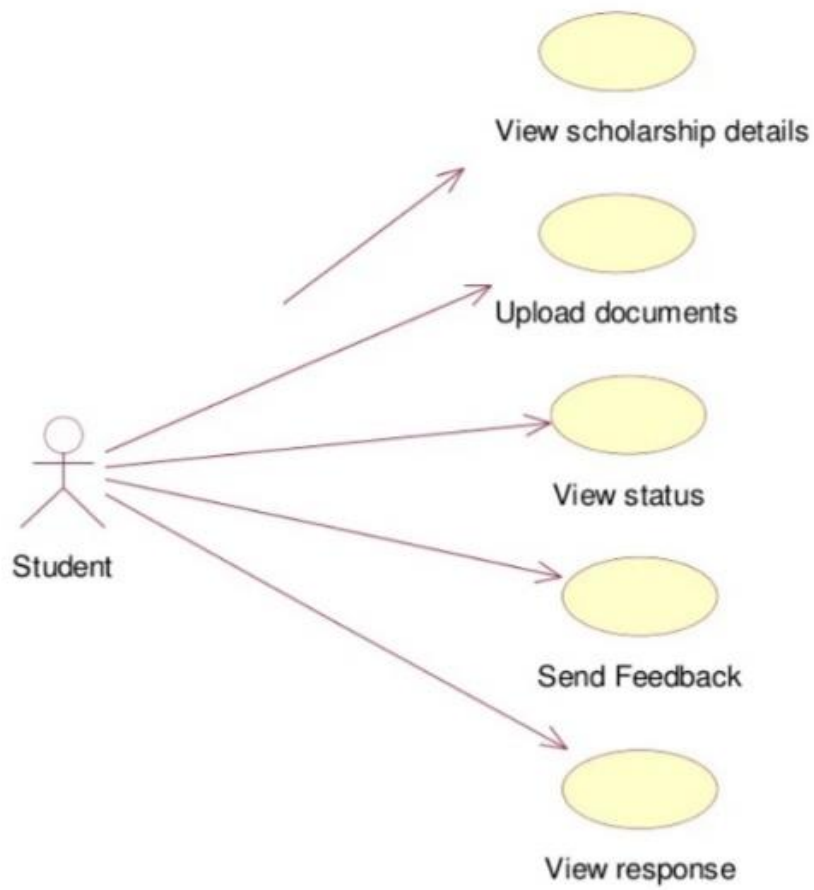 View scholarship details
Upload documents
View status
Student
Send Feedback
View response